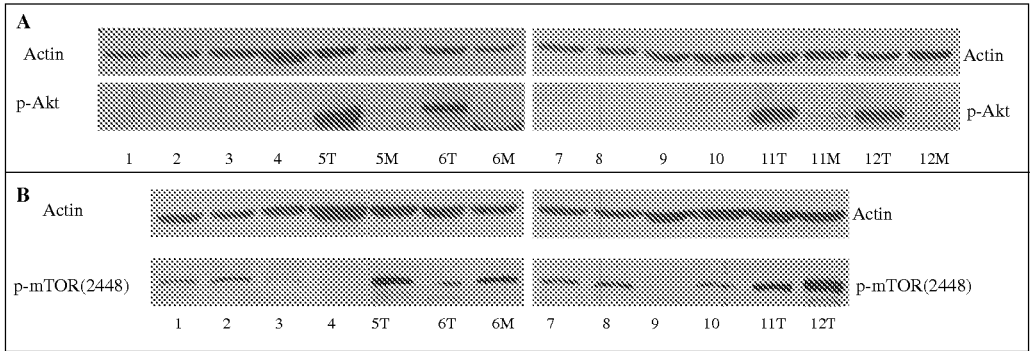 A
Actin Actin
p-Akt p-Akt
1 2 3 4 5T 5M 6T 6M 7 8 9 10 11T 11M 12T 12M
B
Actin Actin
p-mTOR(2448) p-mTOR(2448)
1 2 3 4 5T 6T 6M 7 8 9 10 11T 12T